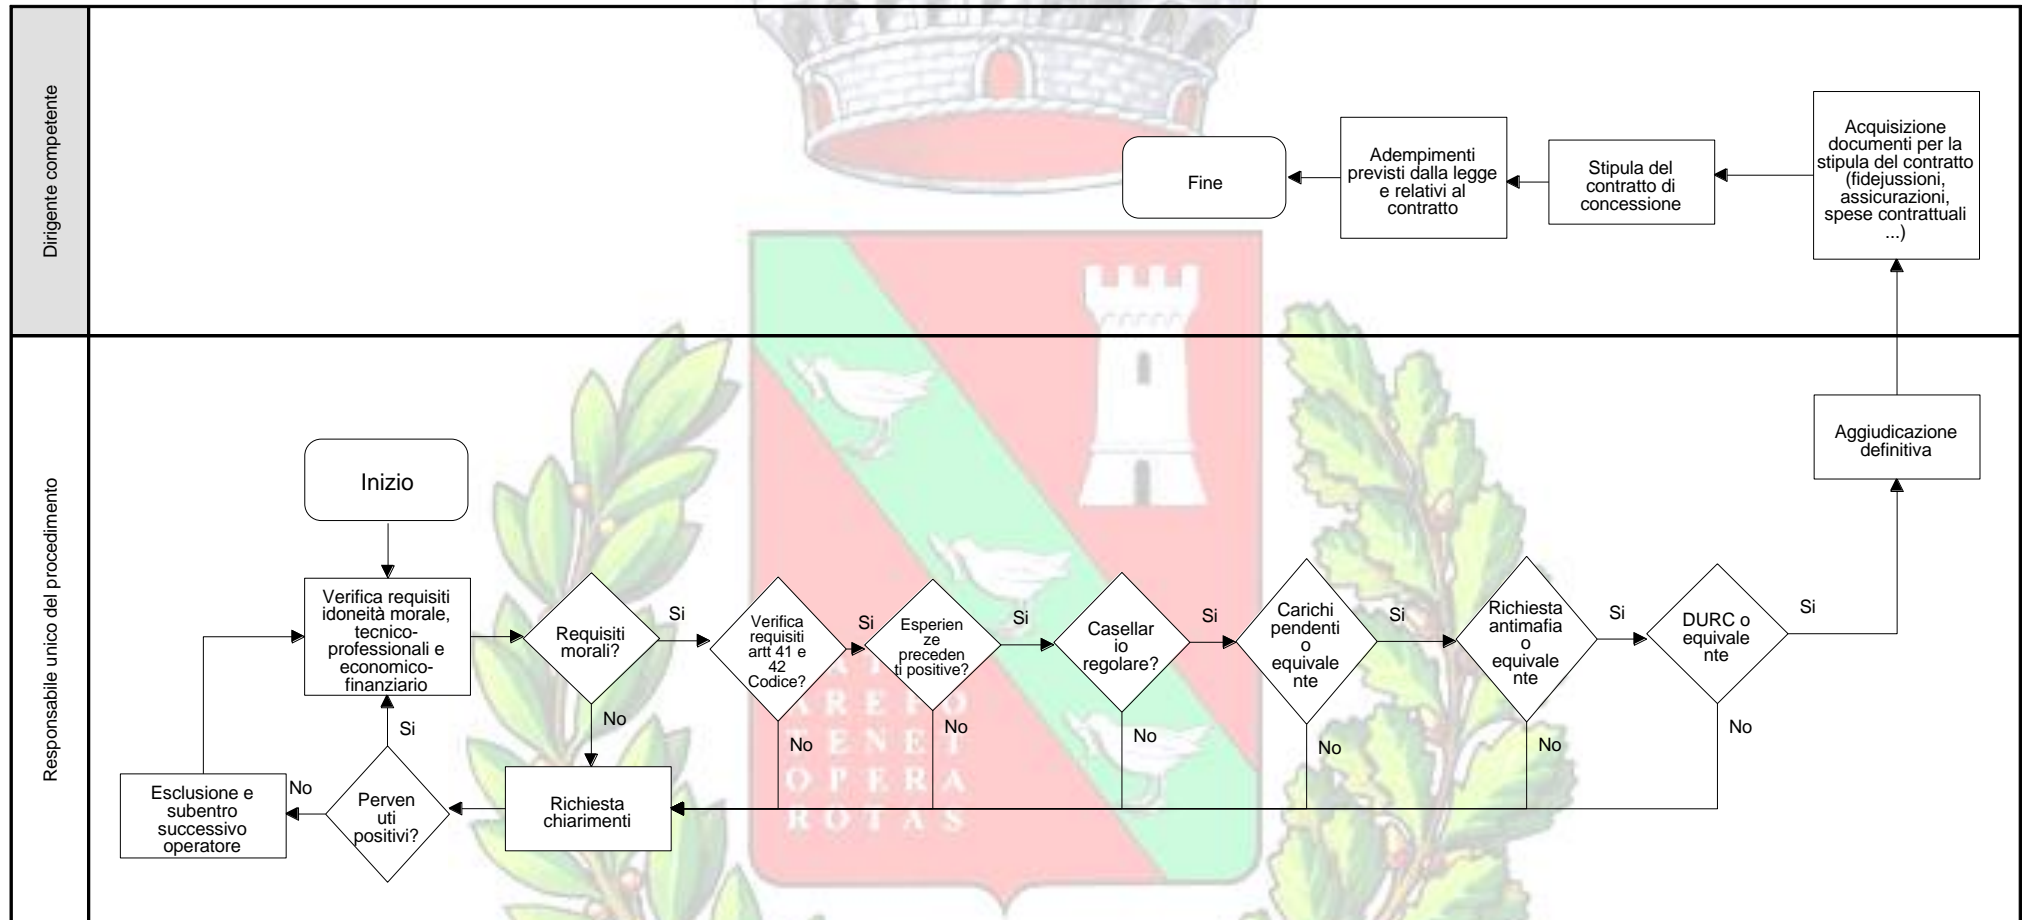 Dirigente competente
Fine
Adempimenti
previsti dalla legge
e relativi al
contratto
Stipula del
contratto di
concessione
Acquisizione
documenti per la
stipula del contratto
(fidejussioni,
assicurazioni,
spese contrattuali
...)
Responsabile unico del procedimento
Aggiudicazione
definitiva
Inizio
Verifica requisiti
idoneità morale,
tecnico-
professionali e
economico-
finanziario
Requisiti
morali?
Si
No
Verifica
requisiti
artt 41 e
42
Codice?
Si
No
Esperien
ze
preceden
ti positive?
Si
No
Casellar
io
regolare?
Si
No
Carichi
pendenti
o
equivale
nte
Si
No
Richiesta
antimafia
o
equivale
nte
Si
No
DURC o
equivale
nte
Si
No
Richiesta
chiarimenti
Perven
uti
positivi?
Si
No
Esclusione e
subentro
successivo
operatore
AREPO
TENET
OPERA
ROTAS